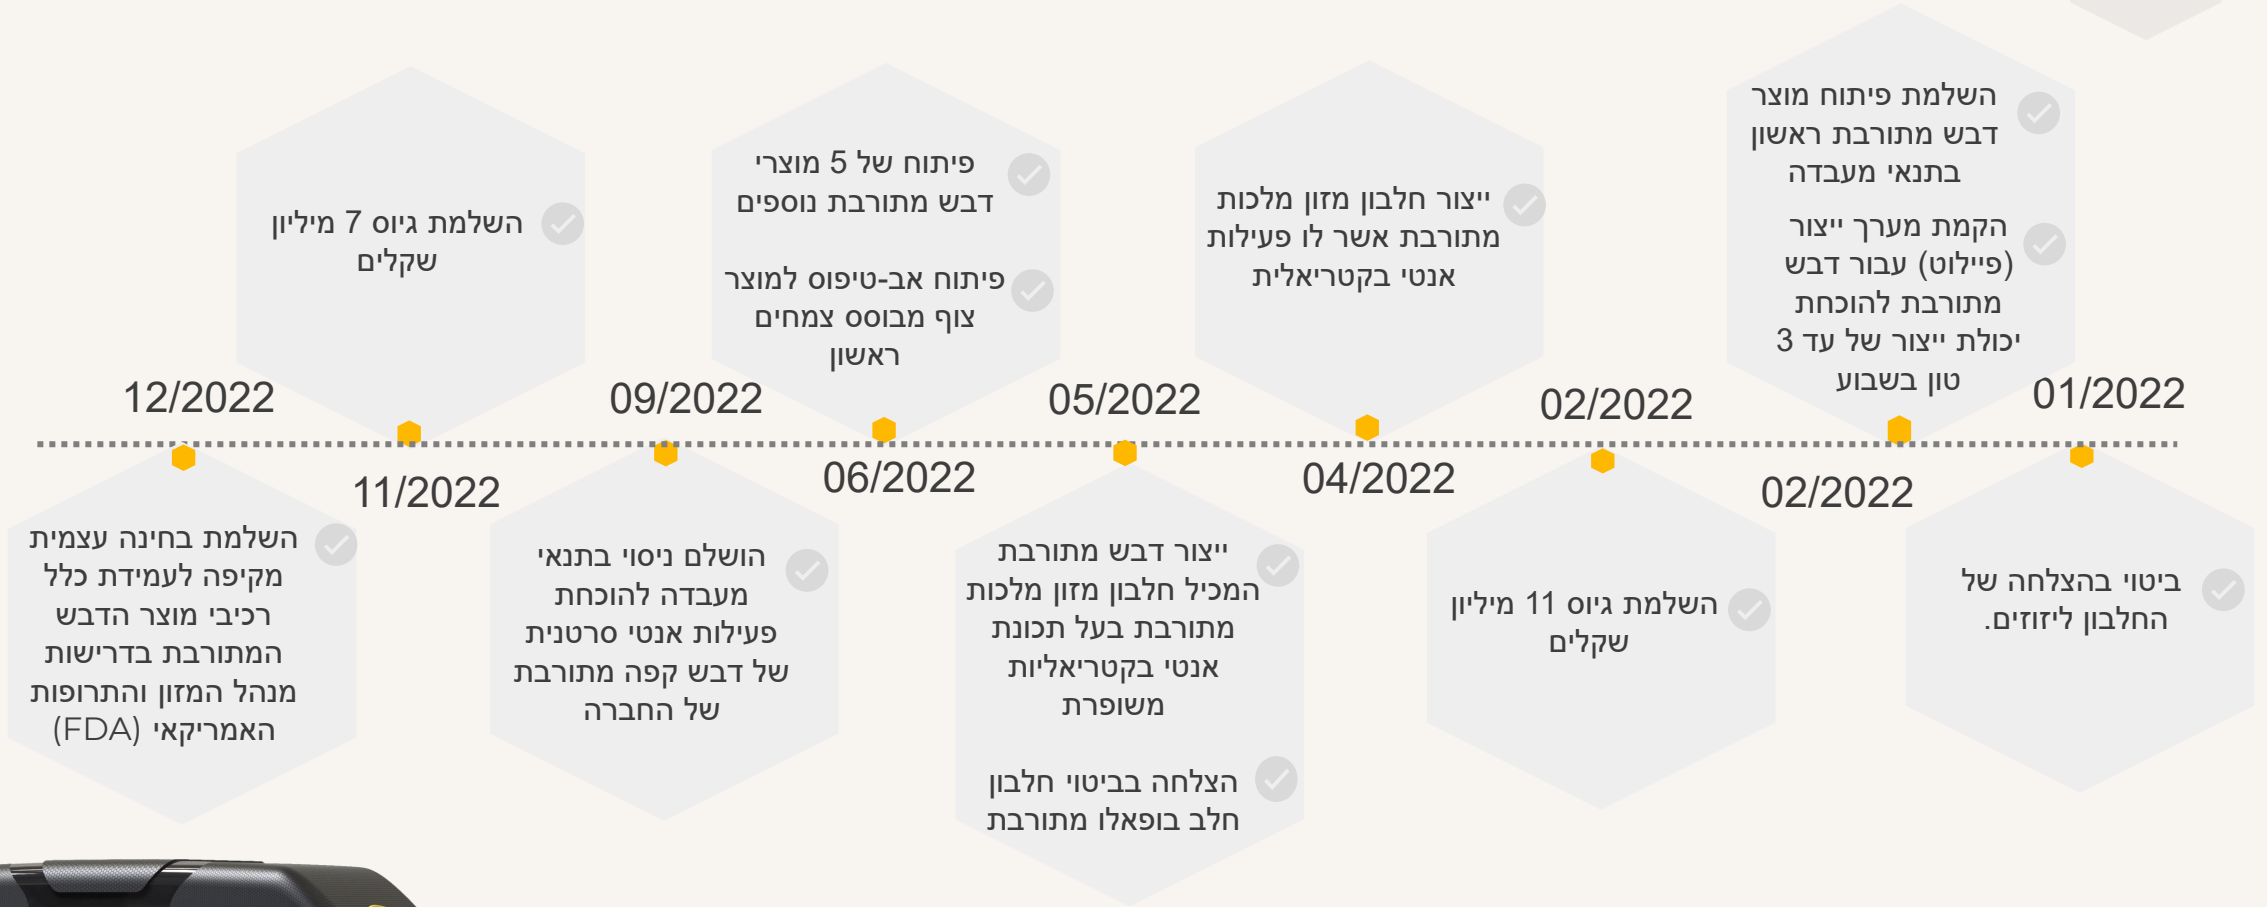 01/2022
ביטוי בהצלחה של
החלבון ליזוזים.
השלמת פיתוח מוצר
דבש מתורבת ראשון
בתנאי מעבדה
הקמת מערך ייצור
(פיילוט) עבור דבש
מתורבת להוכחת
יכולת ייצור של עד 3
טון בשבוע
02/2022
02/2022
השלמת גיוס 11 מיליון
שקלים
ייצור חלבון מזון מלכות
מתורבת אשר לו פעילות
אנטי בקטריאלית
04/2022
05/2022
ייצור דבש מתורבת
המכיל חלבון מזון מלכות
מתורבת בעל תכונת
אנטי בקטריאליות
משופרת
הצלחה בביטוי חלבון
חלב בופאלו מתורבת
פיתוח של 5 מוצרי
דבש מתורבת נוספים
פיתוח אב-טיפוס למוצר
צוף מבוסס צמחים
ראשון
06/2022
09/2022
הושלם ניסוי בתנאי
מעבדה להוכחת
פעילות אנטי סרטנית
של דבש קפה מתורבת
של החברה
השלמת גיוס 7 מיליון
שקלים
11/2022
12/2022
השלמת בחינה עצמית
מקיפה לעמידת כלל
רכיבי מוצר הדבש
המתורבת בדרישות
מנהל המזון והתרופות
האמריקאי (FDA)